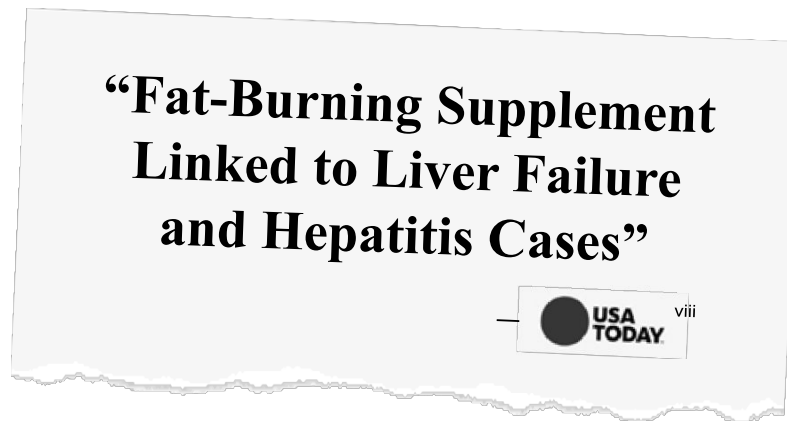 “Fat-Burning Supplement
Linked to Liver Failure
and Hepatitis Cases”
— USA TODAY viii